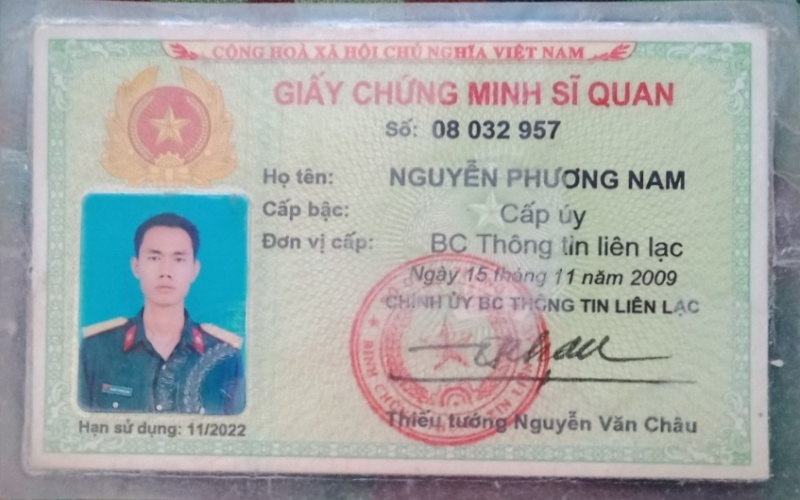 CỘNG HOÀ XÃ HỘI CHỦ NGHĨA VIỆT NAM
GIẤY CHỨNG MINH SĨ QUAN
Số: 08 032 957
Họ tên: NGUYỄN PHƯƠNG NAM
Cấp bậc: Cấp úy
Đơn vị cấp: BC Thông tin liên lạc
Ngày 15 tháng 11 năm 2009
CHÍNH ỦY BC THÔNG TIN LIÊN LẠC
Thiếu tướng Nguyễn Văn Châu
Hạn sử dụng: 11/2022